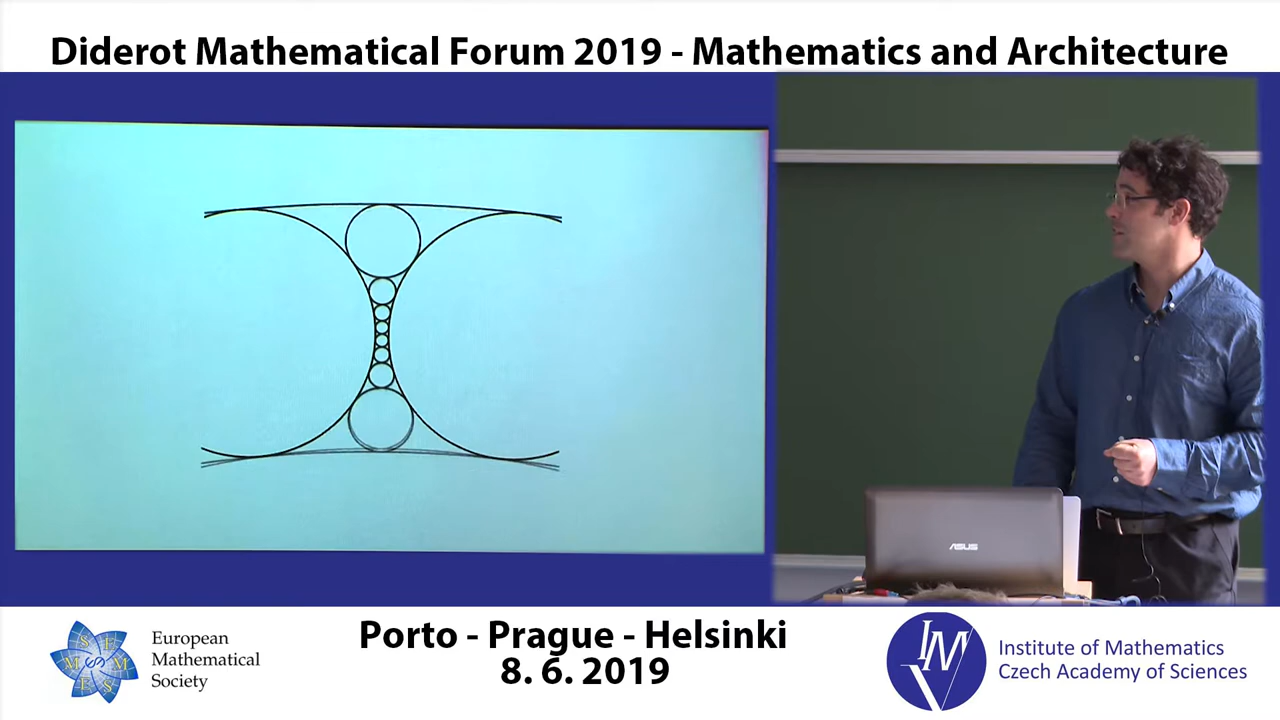 Diderot Mathematical Forum 2019 - Mathematics and Architecture
ASUS
European
Mathematical
Society
Porto - Prague - Helsinki
8. 6. 2019
IM
Institute of Mathematics
Czech Academy of Sciences